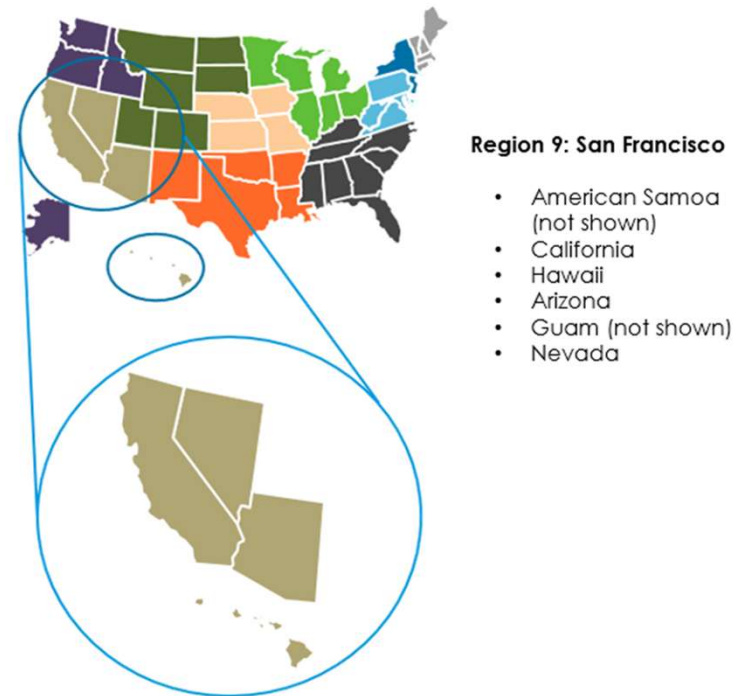 Region 9: San Francisco
• American Samoa
(not shown)
• California
• Hawaii
• Arizona
• Guam (not shown)
• Nevada